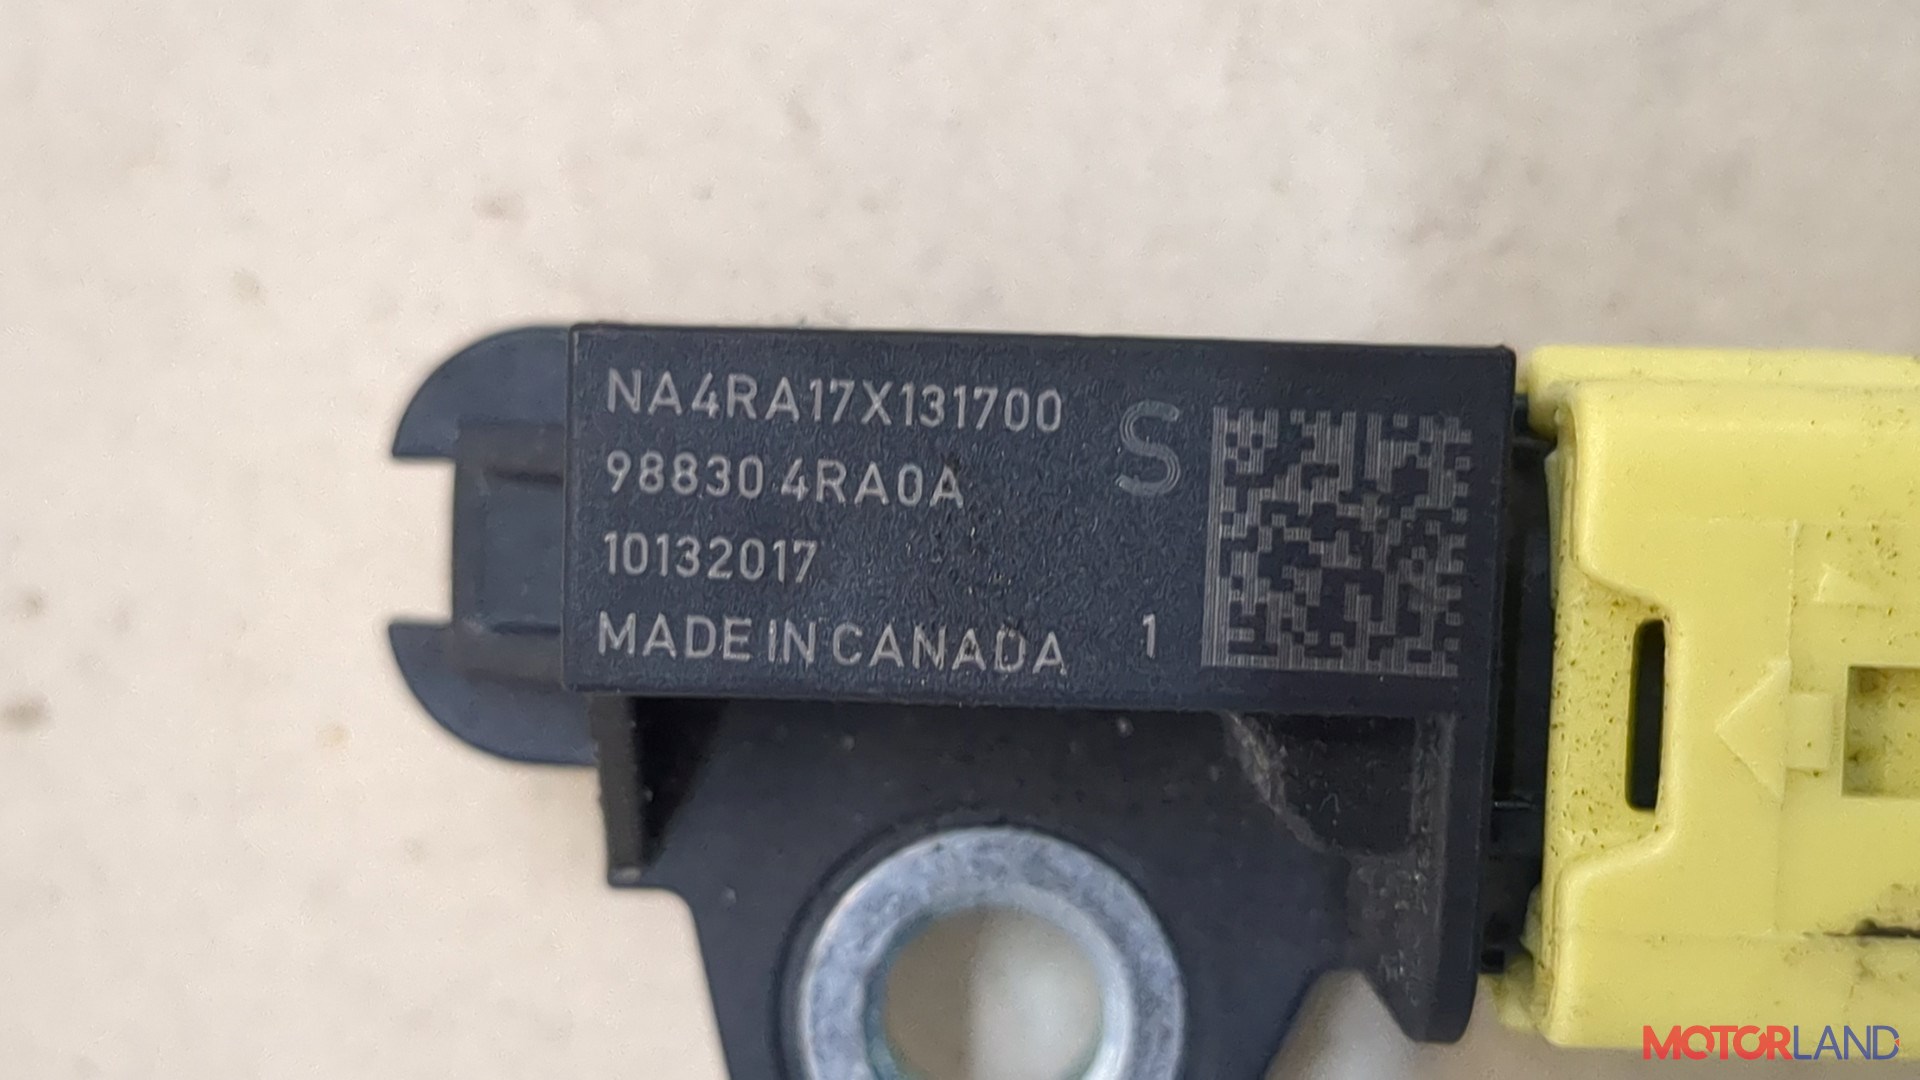 NA4RA17X131700
98830 4RA0A
S
10132017
MADE IN CANADA
1
MOTORLAND